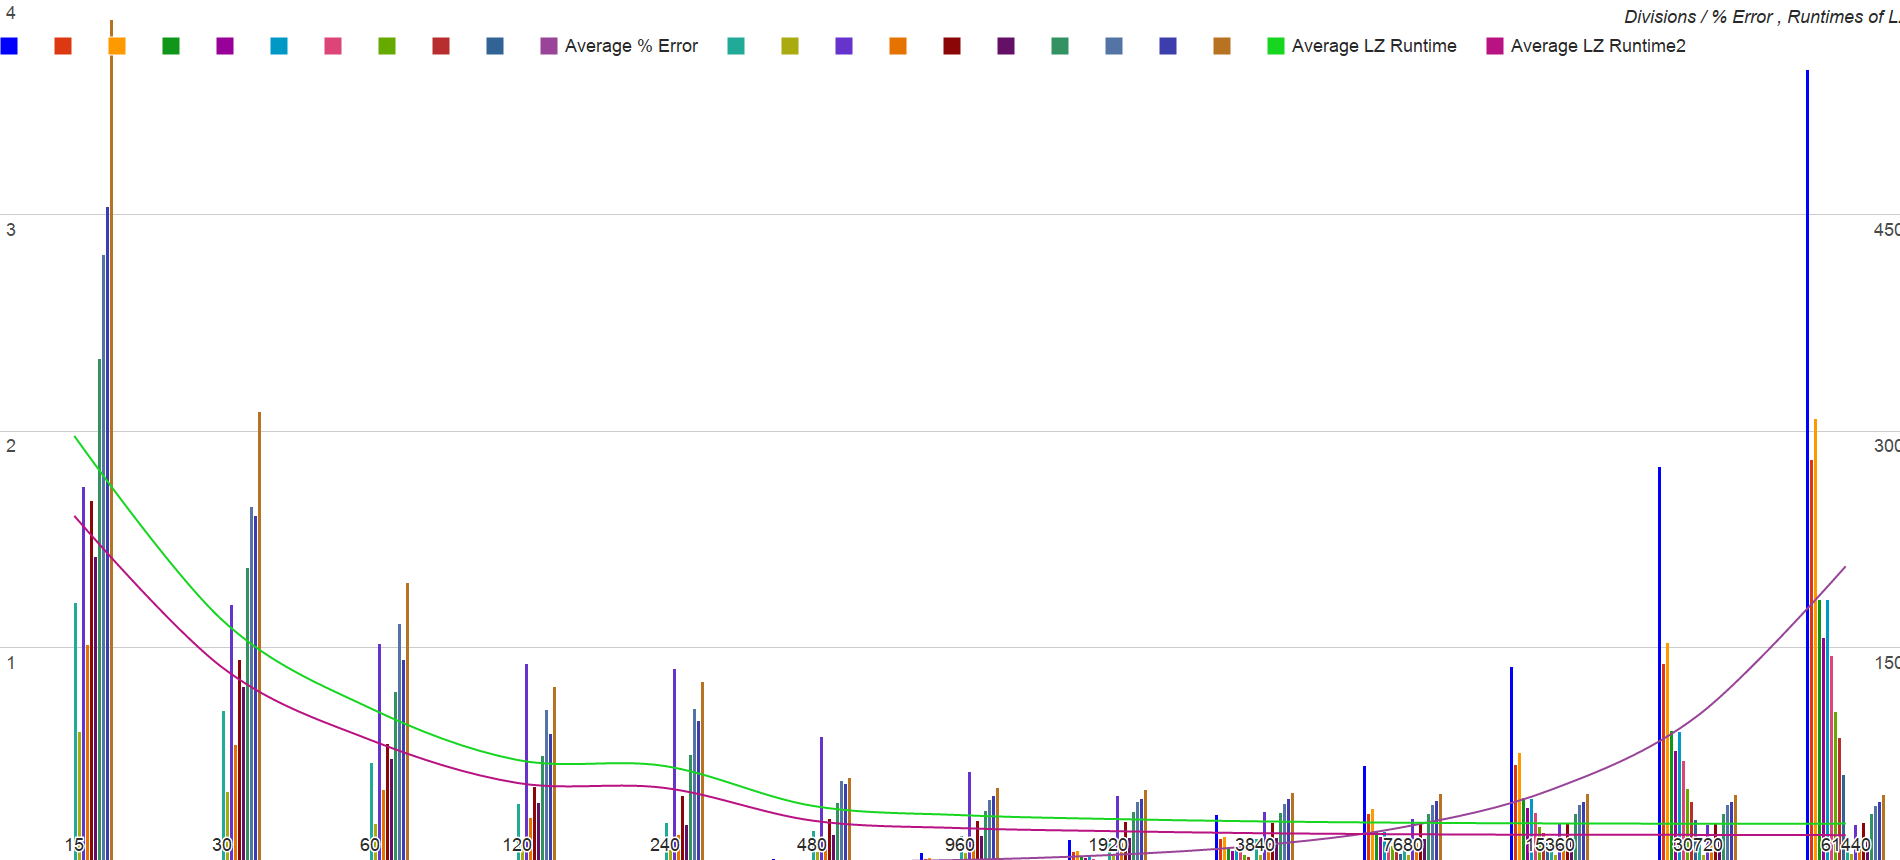 4
Divisions / % Error , Runtimes of
Average % Error
Average LZ Runtime
Average LZ Runtime2
3
450
2
300
1
150
15 30 60 120 240 480 960 1920 3840 7680 15360 30720 61440